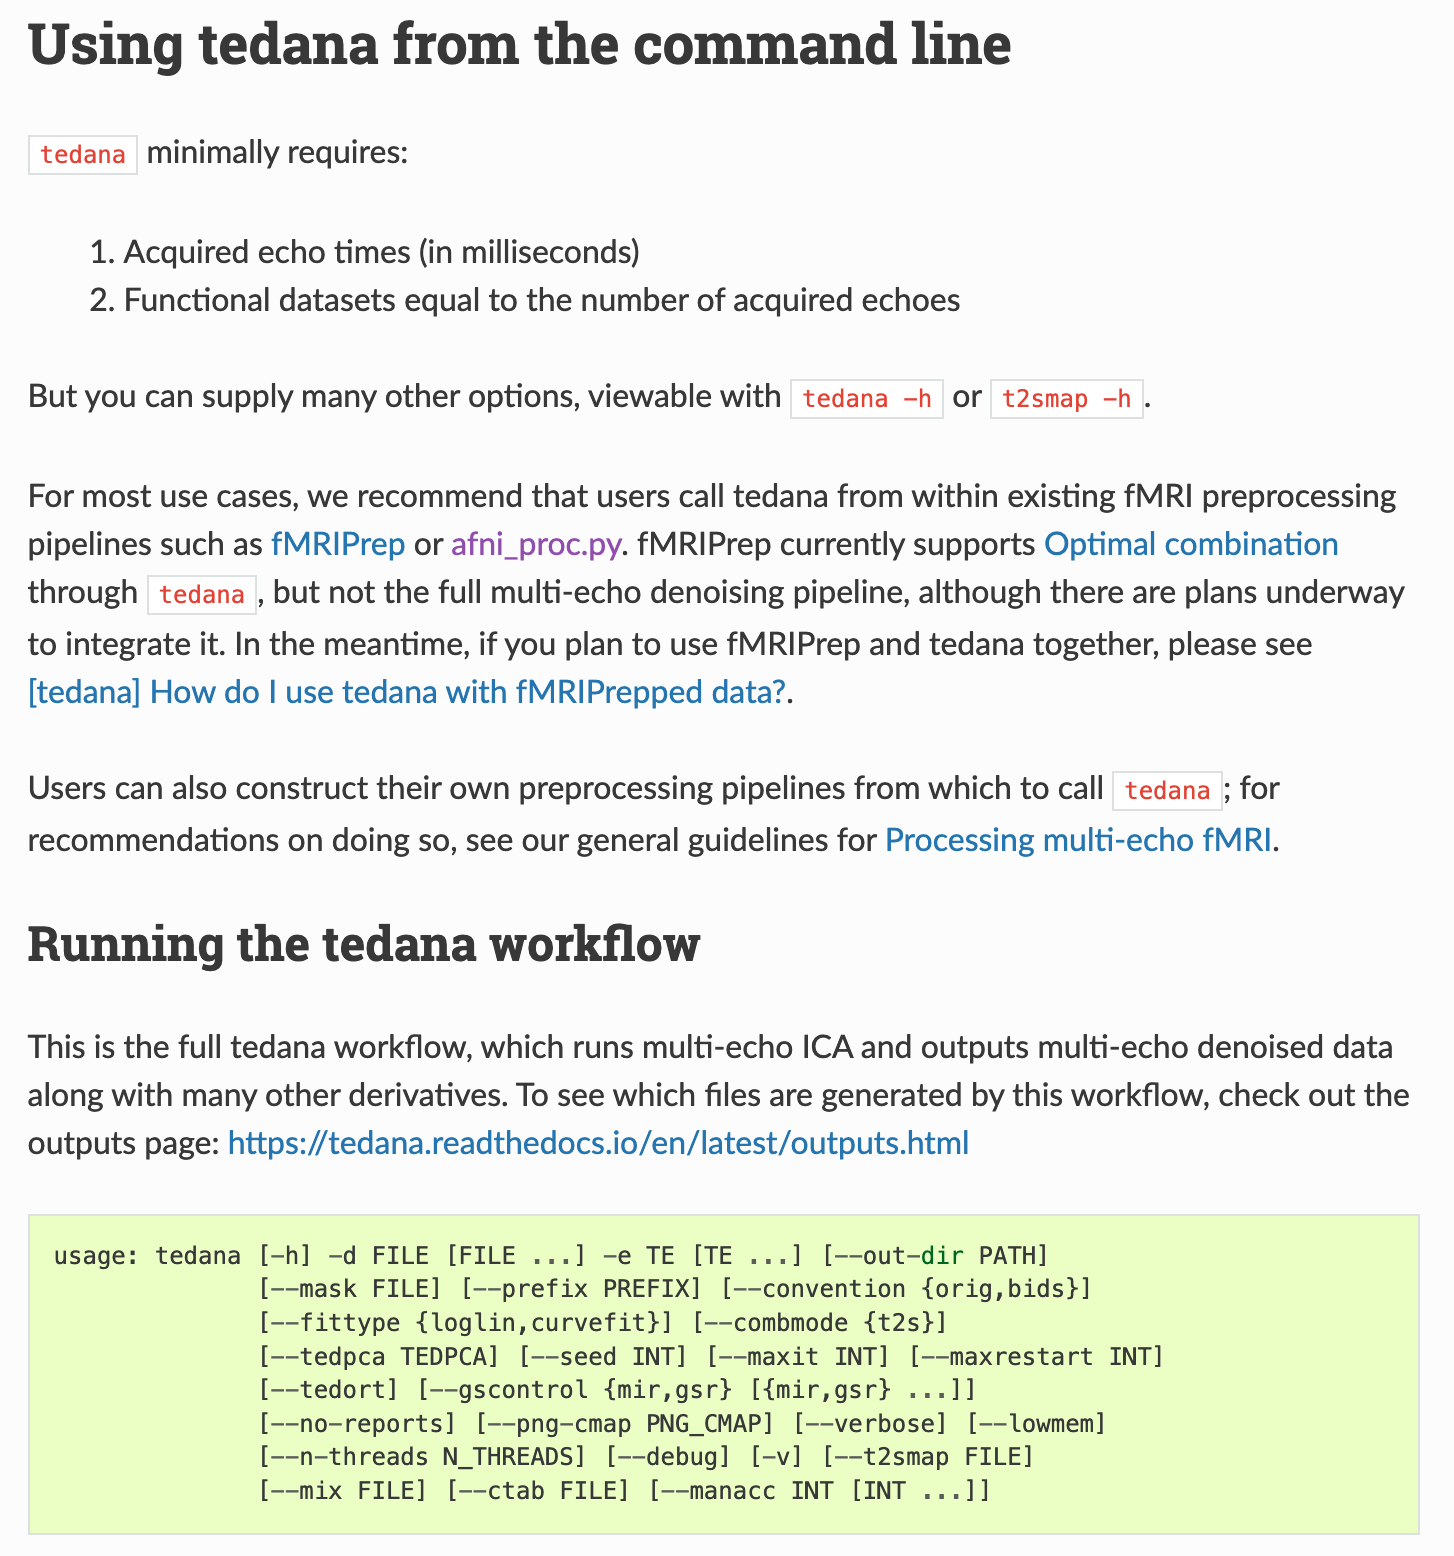 Using tedana from the command line
tedana minimally requires:
1. Acquired echo times (in milliseconds)
2. Functional datasets equal to the number of acquired echoes
But you can supply many other options, viewable with tedana -h or t2smap -h.
For most use cases, we recommend that users call tedana from within existing fMRI preprocessing
pipelines such as fMRIPrep or afni_proc.py. fMRIPrep currently supports Optimal combination
through tedana, but not the full multi-echo denoising pipeline, although there are plans underway
to integrate it. In the meantime, if you plan to use fMRIPrep and tedana together, please see
[tedana] How do I use tedana with fMRIPrepped data?.
Users can also construct their own preprocessing pipelines from which to call tedana; for
recommendations on doing so, see our general guidelines for Processing multi-echo fMRI.
Running the tedana workflow
This is the full tedana workflow, which runs multi-echo ICA and outputs multi-echo denoised data
along with many other derivatives. To see which files are generated by this workflow, check out the
outputs page: https://tedana.readthedocs.io/en/latest/outputs.html
usage: tedana [-h] -d FILE [FILE ...] -e TE [TE ...] [--out-dir PATH]
[--mask FILE] [--prefix PREFIX] [--convention {orig,bids}]
[--fittype {loglin,curvefit}] [--combmode {t2s}]
[--tedpca TEDPCA] [--seed INT] [--maxit INT] [--maxrestart INT]
[--tedort] [--gscontrol {mir,gsr} [{mir,gsr} ...]]
[--no-reports] [--png-cmap PNG_CMAP] [--verbose] [--lowmem]
[--n-threads N_THREADS] [--debug] [-v] [--t2smap FILE]
[--mix FILE] [--ctab FILE] [--manacc INT [INT ...]]